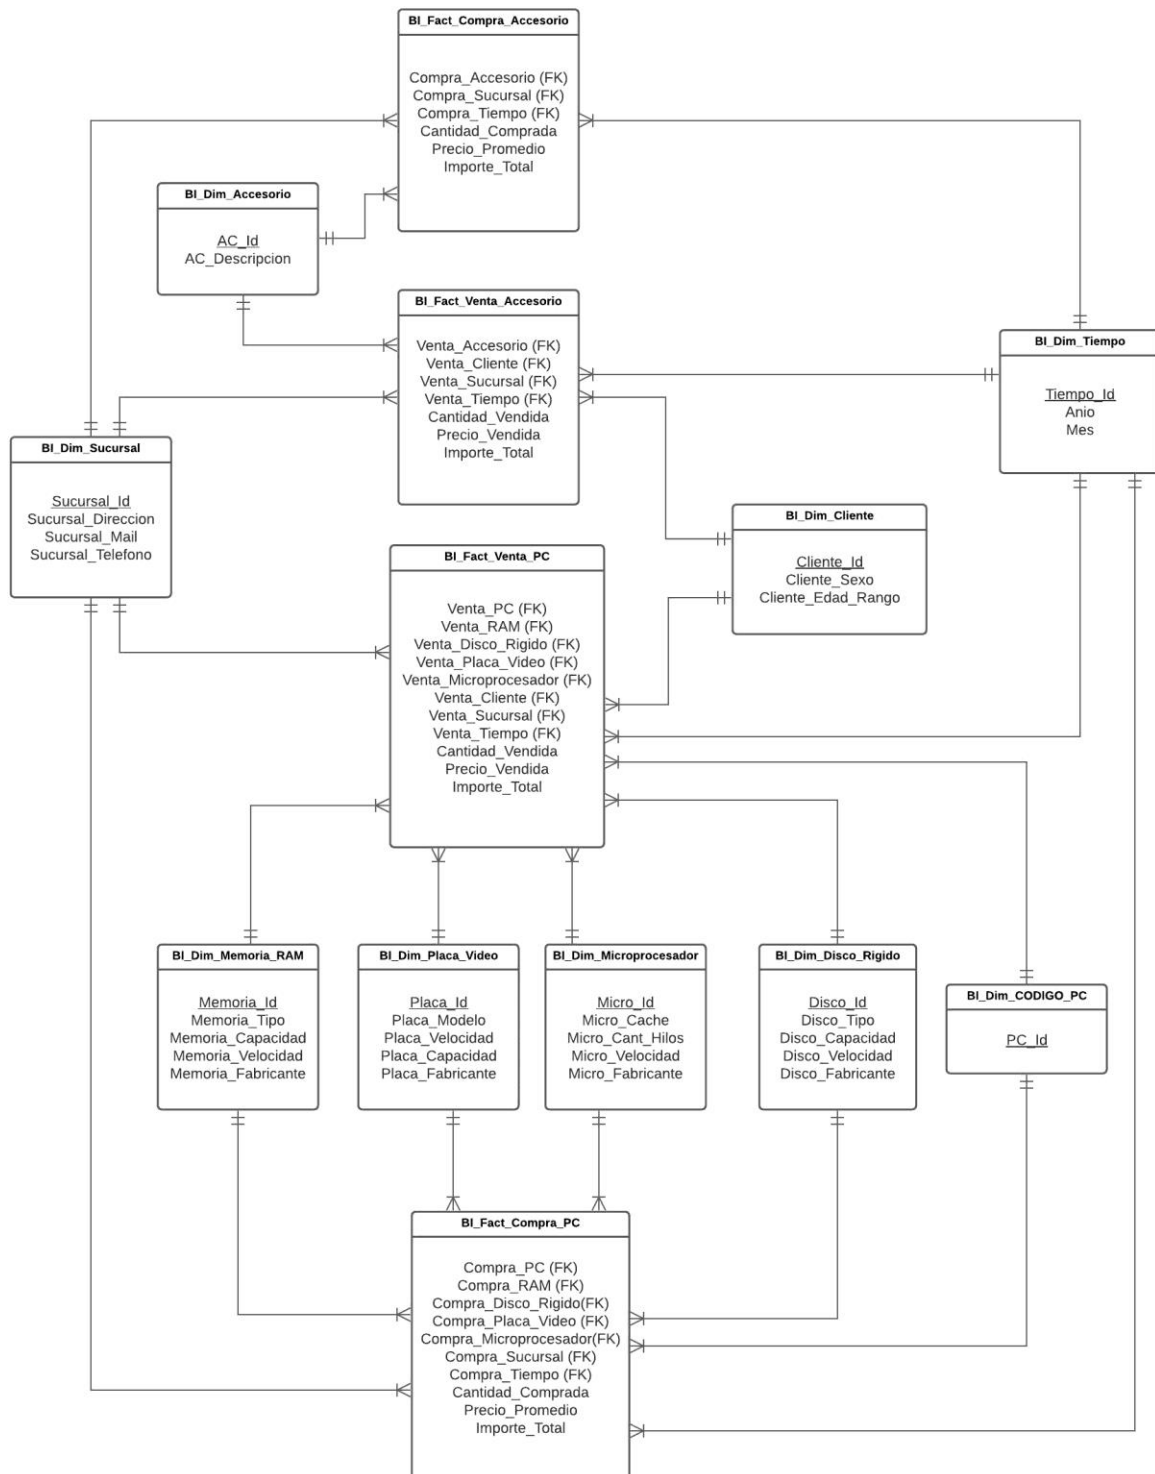 BI_Fact_Compra_Accesorio
Compra_Accesorio (FK)
Compra_Sucursal (FK)
Compra_Tiempo (FK)
Cantidad_Comprada
Precio_Promedio
Importe_Total
BI_Dim_Accesorio
AC_Id
AC_Descripcion
BI_Fact_Venta_Accesorio
Venta_Accesorio (FK)
Venta_Cliente (FK)
Venta_Sucursal (FK)
Venta_Tiempo (FK)
Cantidad_Vendida
Precio_Vendida
Importe_Total
BI_Dim_Tiempo
Tiempo_Id
Anio
Mes
BI_Dim_Sucursal
Sucursal_Id
Sucursal_Direccion
Sucursal_Mail
Sucursal_Telefono
BI_Dim_Cliente
Cliente_Id
Cliente_Sexo
Cliente_Edad_Rango
BI_Fact_Venta_PC
Venta_PC (FK)
Venta_RAM (FK)
Venta_Disco_Rigido (FK)
Venta_Placa_Video (FK)
Venta_Microprocesador (FK)
Venta_Cliente (FK)
Venta_Sucursal (FK)
Venta_Tiempo (FK)
Cantidad_Vendida
Precio_Vendida
Importe_Total
BI_Dim_Memoria_RAM
Memoria_Id
Memoria_Tipo
Memoria_Capacidad
Memoria_Velocidad
Memoria_Fabricante
BI_Dim_Placa_Video
Placa_Id
Placa_Modelo
Placa_Velocidad
Placa_Capacidad
Placa_Fabricante
BI_Dim_Microprocesador
Micro_Id
Micro_Cache
Micro_Cant_Hilos
Micro_Velocidad
Micro_Fabricante
BI_Dim_Disco_Rigido
Disco_Id
Disco_Tipo
Disco_Capacidad
Disco_Velocidad
Disco_Fabricante
BI_Dim_CODIGO_PC
PC_Id
BI_Fact_Compra_PC
Compra_PC (FK)
Compra_RAM (FK)
Compra_Disco_Rigido(FK)
Compra_Placa_Video (FK)
Compra_Microprocesador(FK)
Compra_Sucursal (FK)
Compra_Tiempo (FK)
Cantidad_Comprada
Precio_Promedio
Importe_Total